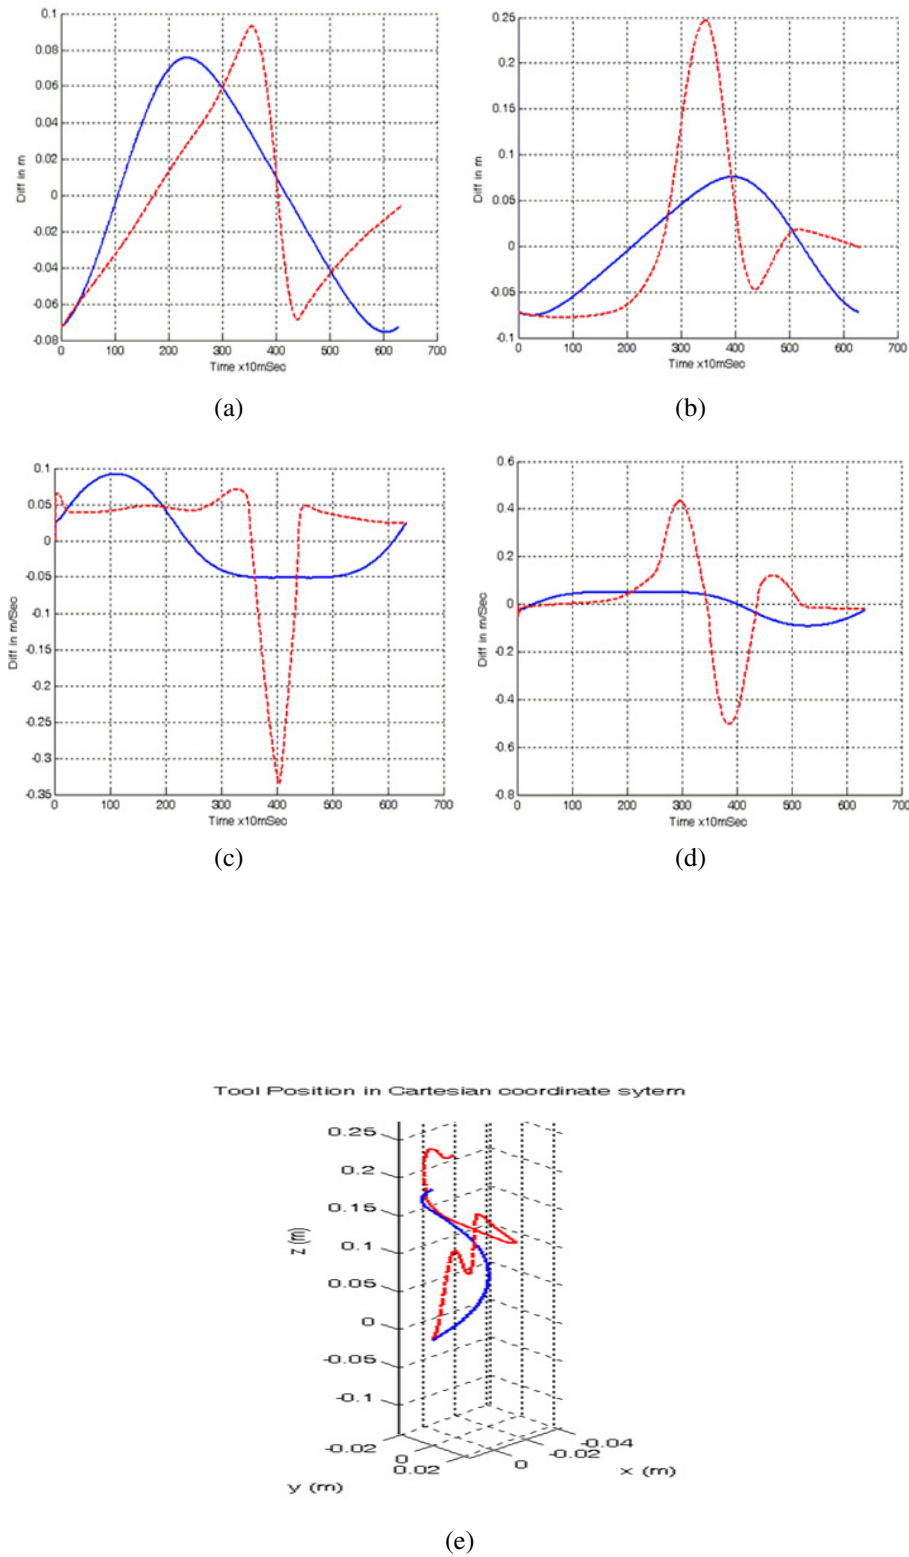 0.1
0.08
0.06
0.04
0.02
0
-0.02
-0.04
-0.06
-0.08
Diff in m
0 100 200 300 400 500 600 700
Time x10mSec
(a)
0.25
0.2
0.15
0.1
0.05
0
-0.05
-0.1
Diff in m
0 100 200 300 400 500 600 700
Time x10mSec
(b)
0.1
0.05
0
-0.05
-0.1
-0.15
-0.2
-0.25
-0.3
-0.35
Diff in m/Sec
0 100 200 300 400 500 600 700
Time x10mSec
(c)
0.6
0.4
0.2
0
-0.2
-0.4
-0.6
-0.8
Diff in m/Sec
0 100 200 300 400 500 600 700
Time x10mSec
(d)
Tool Position in Cartesian coordinate sytem
0.25
0.2
0.15
0.1
0.05
0
-0.05
-0.1
z (m)
-0.02
0
0.02
y (m)
-0.04
-0.02
0
x (m)
(e)